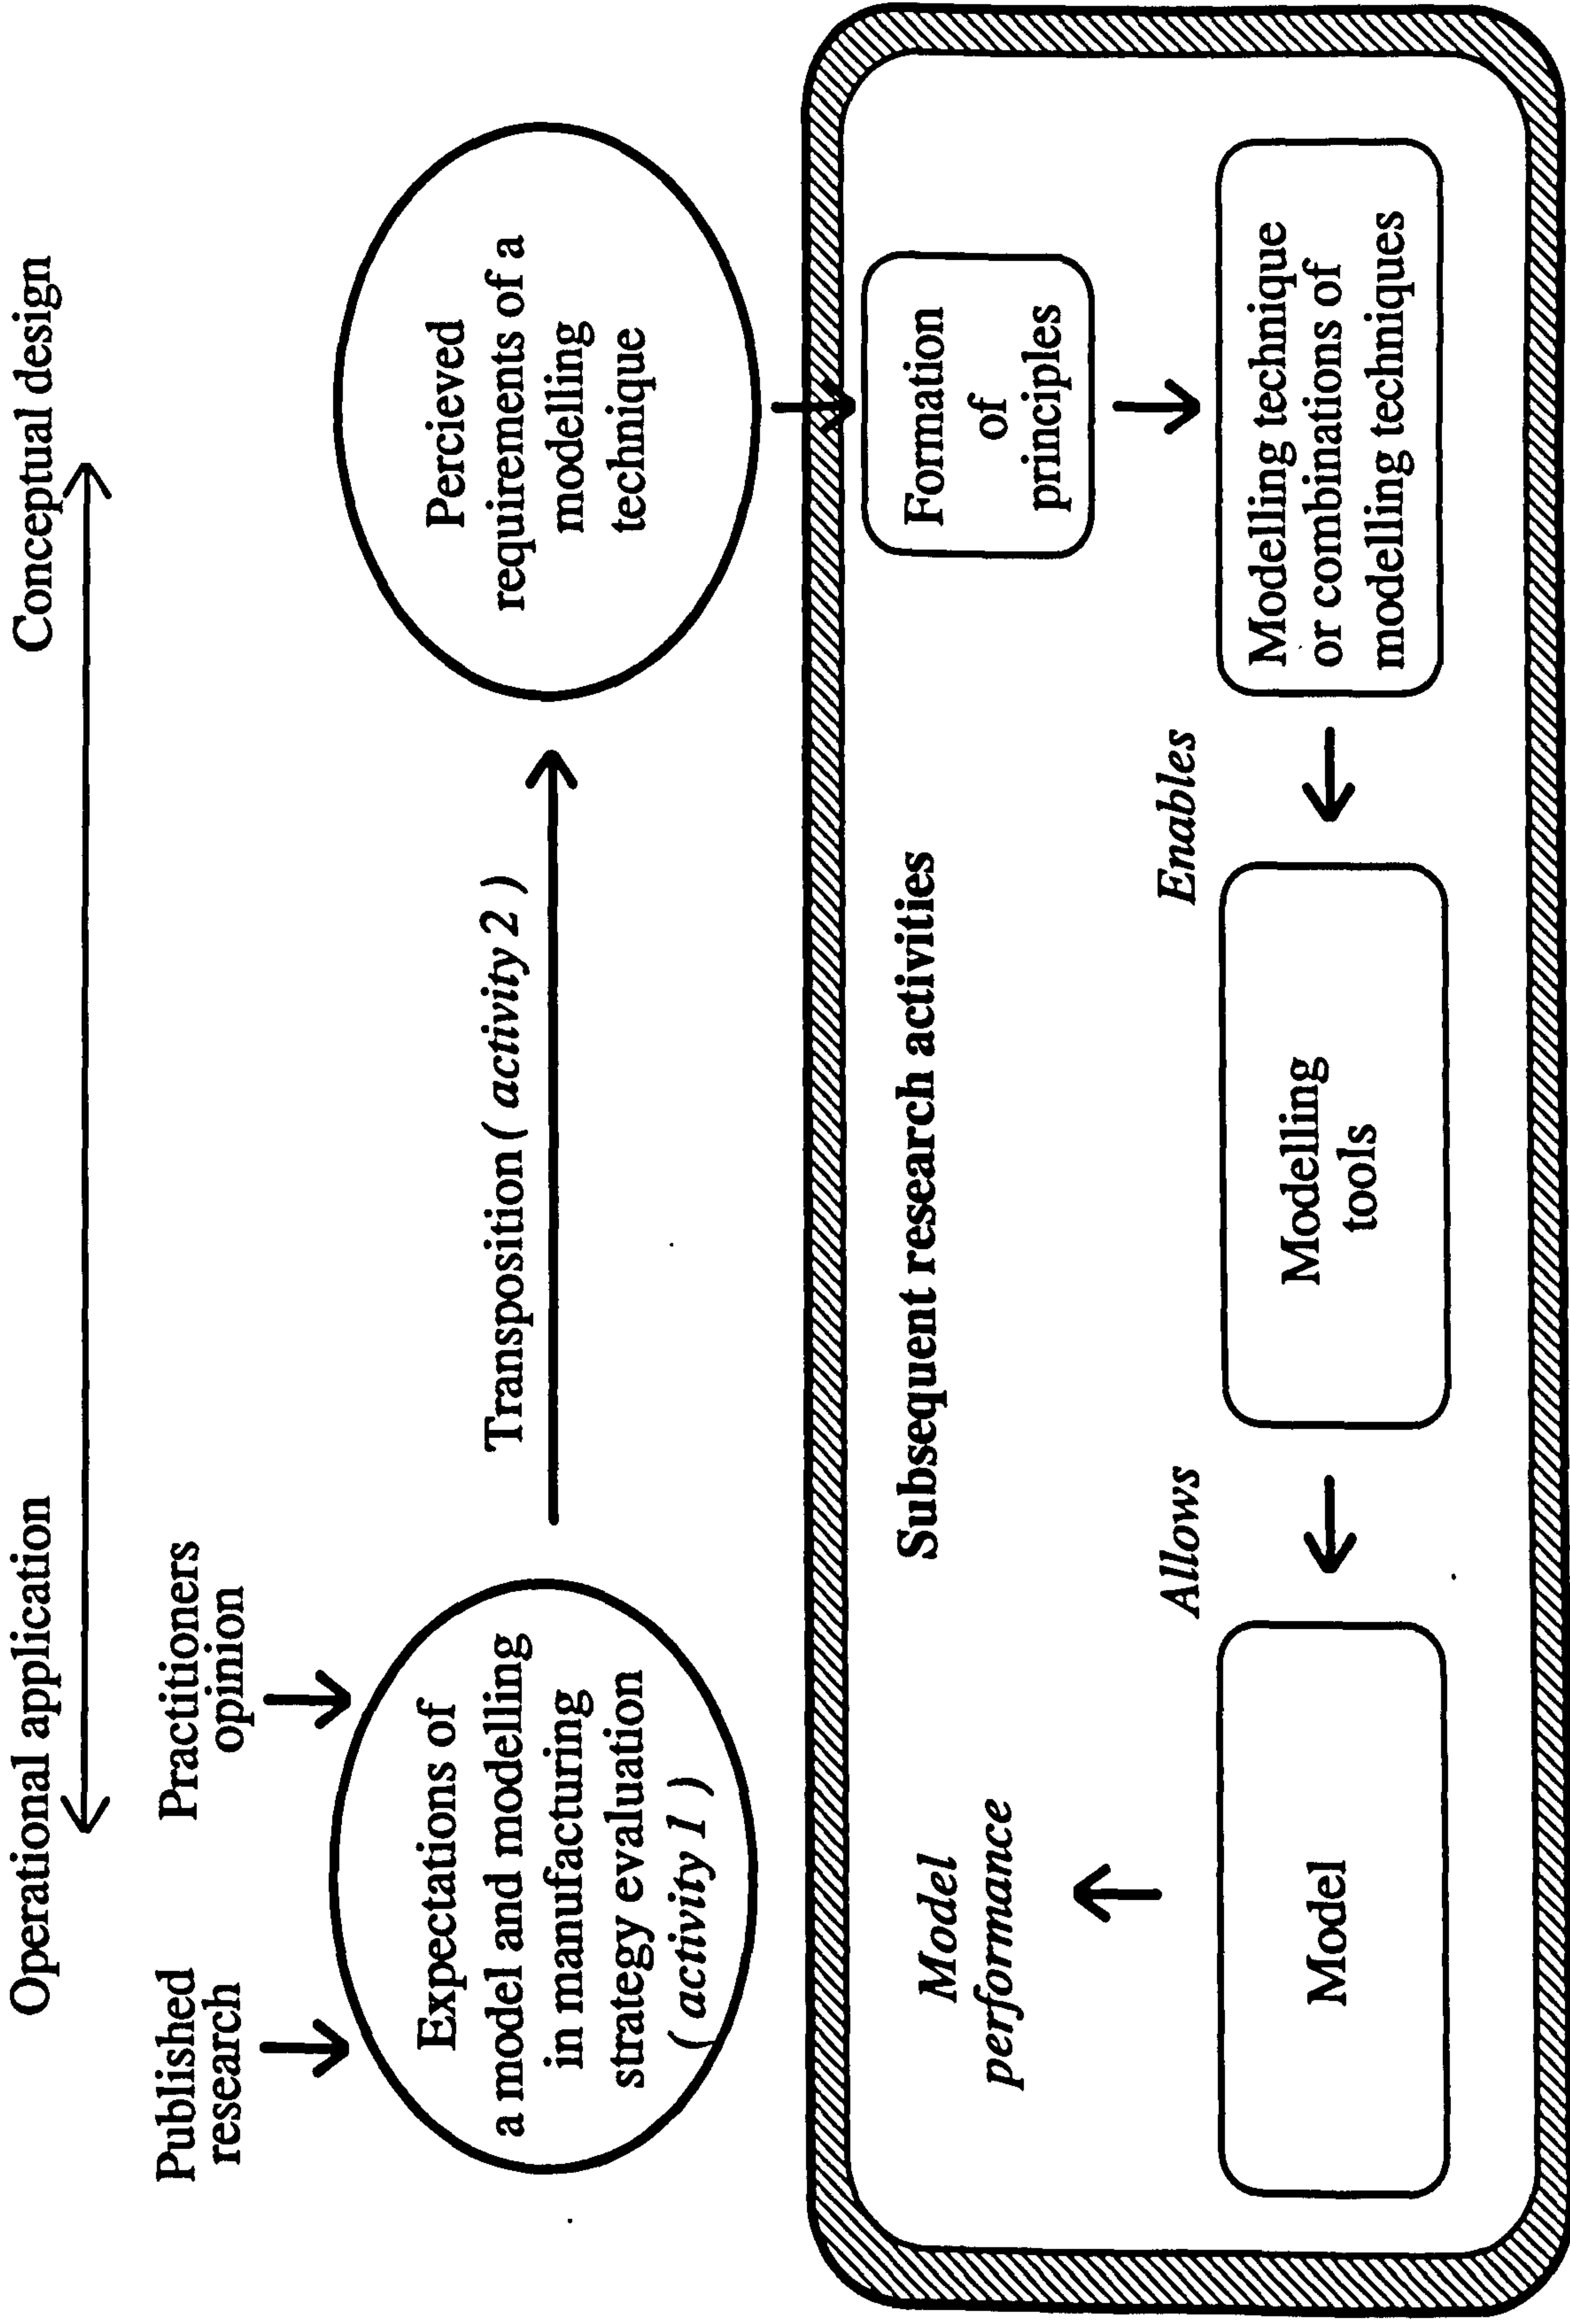 Operational application
Conceptual design
Published
research
Practitioners
opinion
Expectations of
a model and modelling
in manufacturing
strategy evaluation
( activity 1 )
Transposition ( activity 2 )
Percieved
requirements of a
modelling
technique
Subsequent research activities
Formation
of
principles
Model
performance
Allows
Enables
Model
Modelling
tools
Modelling technique
or combinations of
modelling techniques